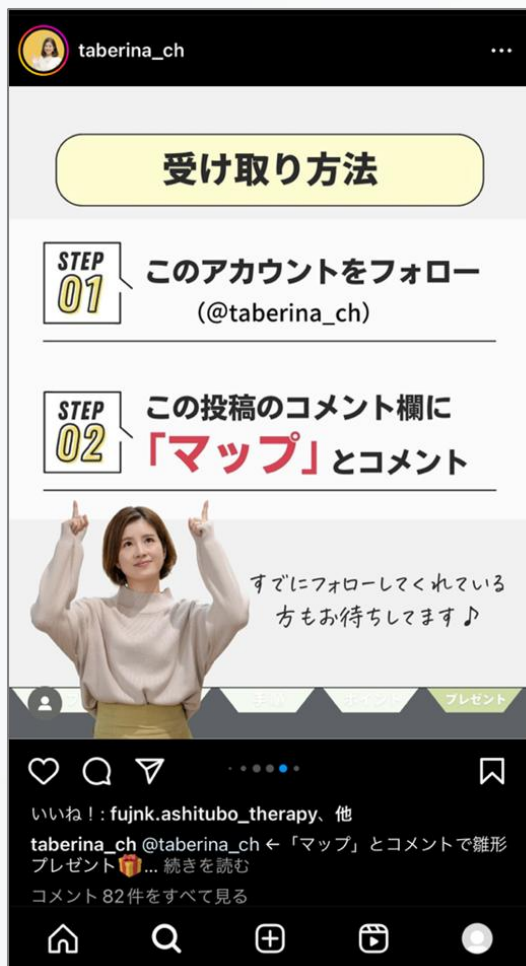 taberina_ch
受け取り方法
STEP
01
このアカウントをフォロー
(@taberina_ch)
STEP
02
この投稿のコメント欄に
「マップ」とコメント
すでにフォローしてくれている
方もお待ちしてます♪
ポイント
プレゼント
いいね！: fujnk.ashitubo_therapy、他
taberina_ch @taberina_ch ←「マップ」とコメントで雛形
プレゼント🎁... 続きを読む
コメント82件をすべて見る